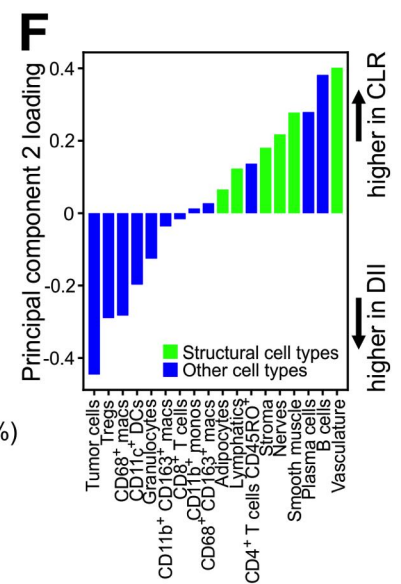 F
Principal component 2 loading
0.4
0.2
0
-0.2
-0.4
higher in CLR
higher in DII
Structural cell types
Other cell types
%)
Tumor cells
Tregs
CD68+ macs
CD11c+ DCs
Granulocytes
CD11b+ CD163+ macs
CD8+ T cells
CD11b+ monos
CD68+ CD163+ macs
Adipocytes
Lymphatics
CD4+ T cells CD45RO+
Stroma
Nerves
Smooth muscle
Plasma cells
B cells
Vasculature